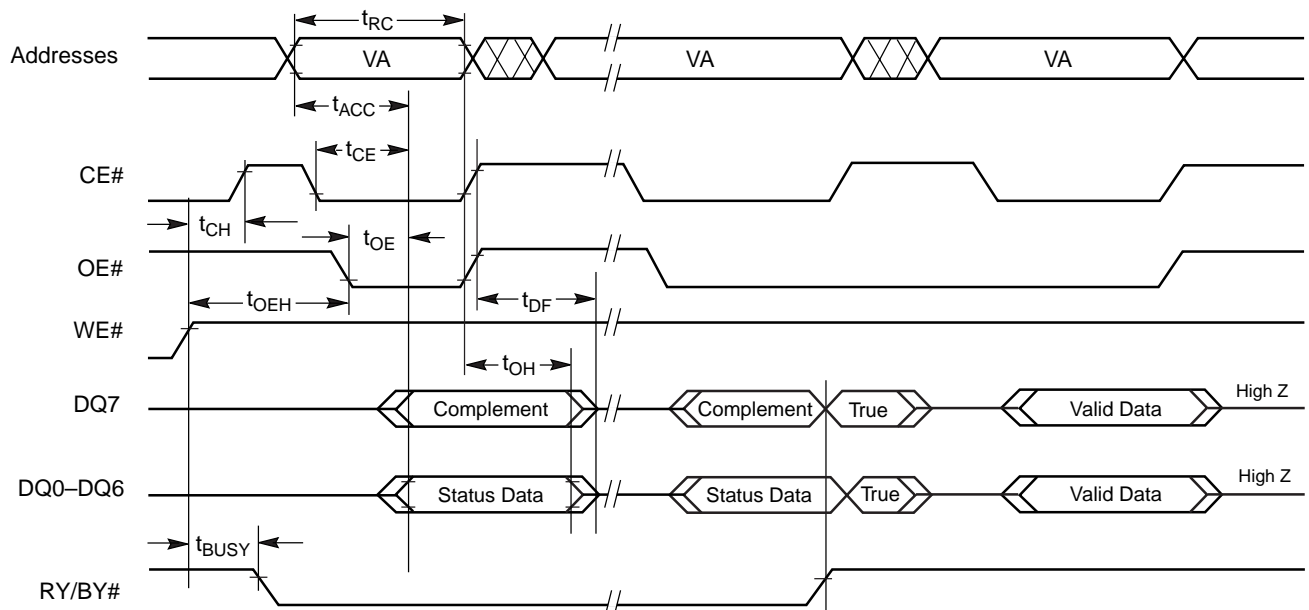 tRC
Addresses VA VA VA
tACC
tCE
CE#
tCH
tOE
OE#
tOEH tDF
WE#
tOH
DQ7 Complement Complement True Valid Data High Z
DQ0–DQ6 Status Data Status Data True Valid Data High Z
tBUSY
RY/BY#